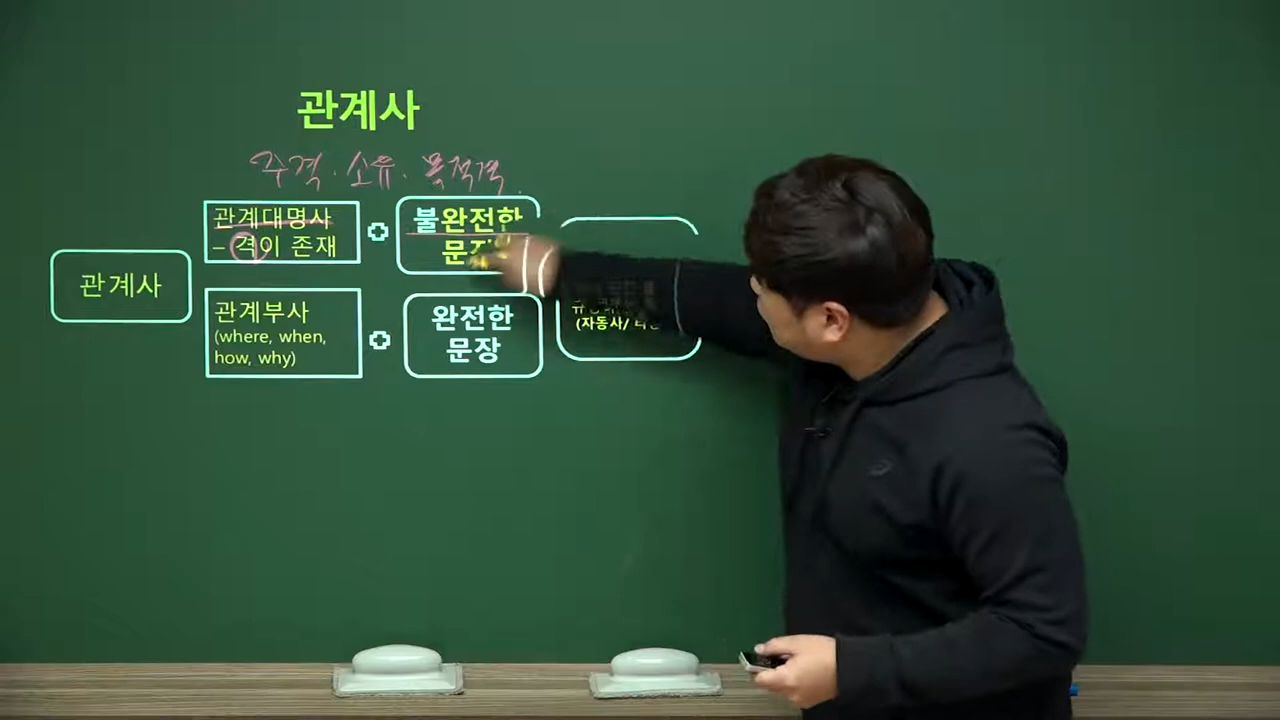 관계사
주격 · 소유 · 목적격
관계대명사
– 격이 존재
불완전한
문장
관계사
관계부사
(where, when,
how, why)
완전한
문장
(자동사/